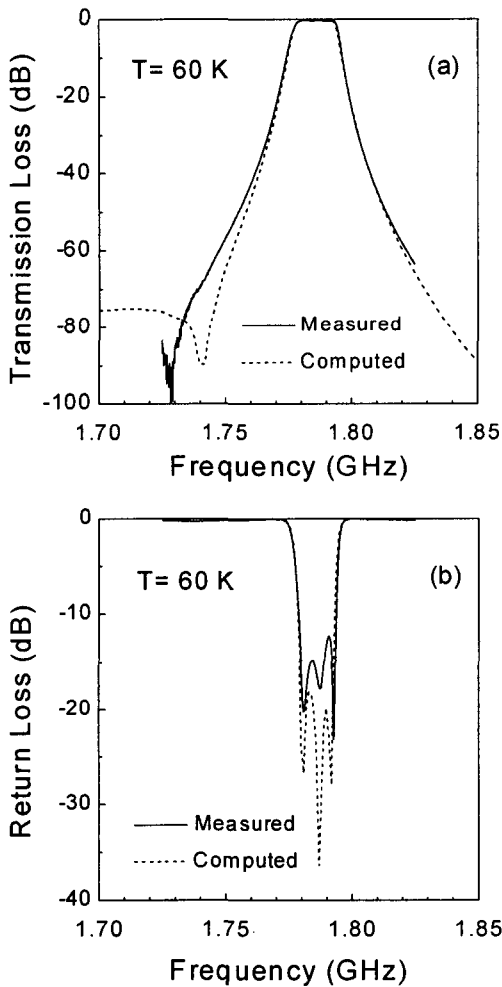 0
T= 60 K
(a)
-20
-40
-60
-80
-100
Transmission Loss (dB)
Measured
Computed
1.70
1.75
1.80
1.85
Frequency (GHz)
0
T= 60 K
(b)
-10
-20
-30
-40
Return Loss (dB)
Measured
Computed
1.70
1.75
1.80
1.85
Frequency (GHz)